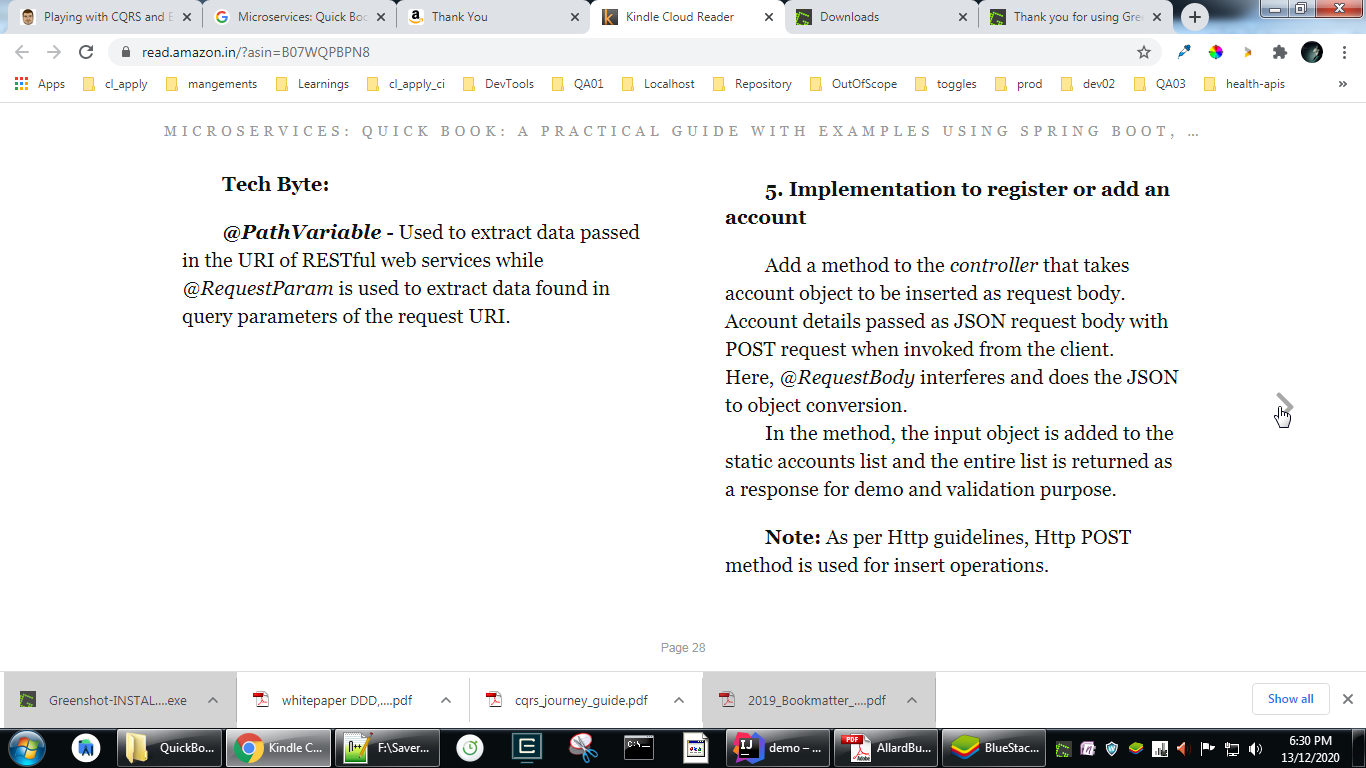 Playing with CQRS and E
Microservices: Quick Boo
Thank You
Kindle Cloud Reader
Downloads
Thank you for using Gre
read.amazon.in/?asin=B07WQPBPN8
Apps
cl_apply
mangements
Learnings
cl_apply_ci
DevTools
QA01
Localhost
Repository
OutOfScope
toggles
prod
dev02
QA03
health-apis
»
MICROSERVICES: QUICK BOOK: A PRACTICAL GUIDE WITH EXAMPLES USING SPRING BOOT, …
Tech Byte:
@PathVariable - Used to extract data passed
in the URI of RESTful web services while
@RequestParam is used to extract data found in
query parameters of the request URI.
5. Implementation to register or add an
account
Add a method to the controller that takes
account object to be inserted as request body.
Account details passed as JSON request body with
POST request when invoked from the client.
Here, @RequestBody interferes and does the JSON
to object conversion.
In the method, the input object is added to the
static accounts list and the entire list is returned as
a response for demo and validation purpose.
Note: As per Http guidelines, Http POST
method is used for insert operations.
Page 28
Greenshot-INSTAL....exe
whitepaper DDD,....pdf
cqrs_journey_guide.pdf
2019_Bookmatter_....pdf
Show all
QuickBo...
Kindle C...
F:\Saver...
demo – ...
AllardBu...
BlueStac...
6:30 PM
13/12/2020